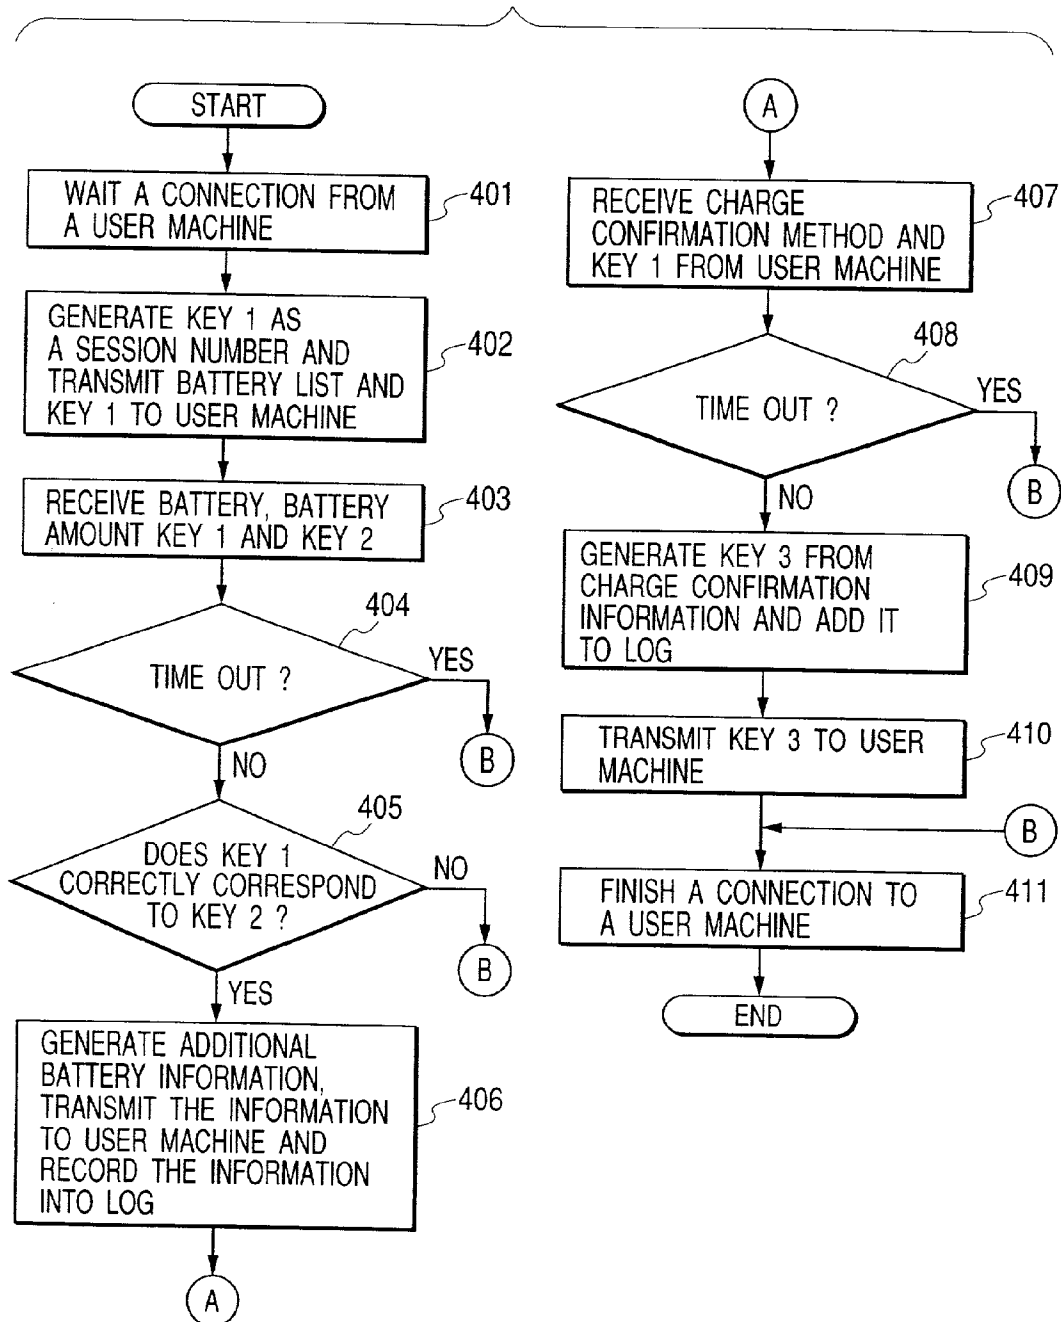 START
WAIT A CONNECTION FROM
A USER MACHINE
401
GENERATE KEY 1 AS
A SESSION NUMBER AND
TRANSMIT BATTERY LIST AND
KEY 1 TO USER MACHINE
402
RECEIVE BATTERY, BATTERY
AMOUNT KEY 1 AND KEY 2
403
404
TIME OUT ?
YES
B
NO
405
DOES KEY 1
CORRECTLY CORRESPOND
TO KEY 2 ?
NO
B
YES
GENERATE ADDITIONAL
BATTERY INFORMATION,
TRANSMIT THE INFORMATION
TO USER MACHINE AND
RECORD THE INFORMATION
INTO LOG
406
A
A
RECEIVE CHARGE
CONFIRMATION METHOD AND
KEY 1 FROM USER MACHINE
407
408
TIME OUT ?
YES
B
NO
GENERATE KEY 3 FROM
CHARGE CONFIRMATION
INFORMATION AND ADD IT
TO LOG
409
TRANSMIT KEY 3 TO USER
MACHINE
410
B
FINISH A CONNECTION TO
A USER MACHINE
411
END